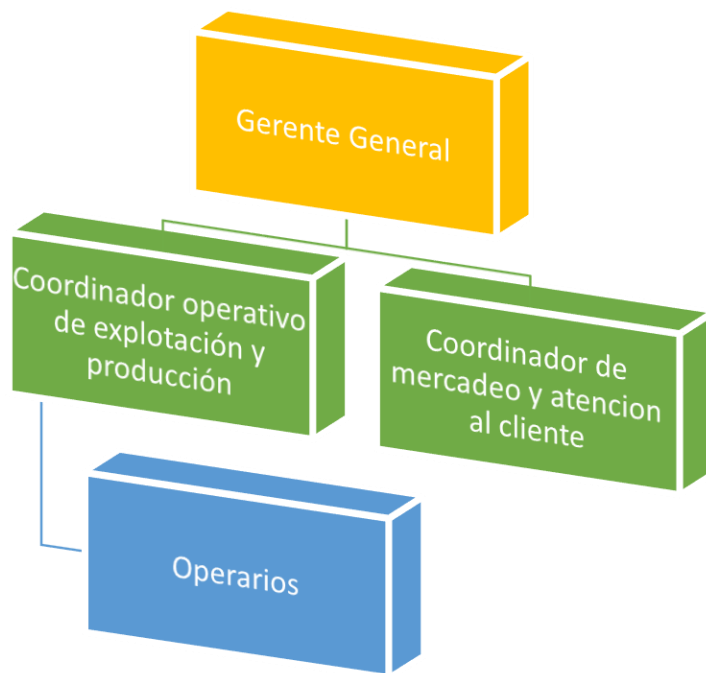 Gerente General
Coordinador operativo
de explotación y
producción
Coordinador de
mercadeo y atencion
al cliente
Operarios